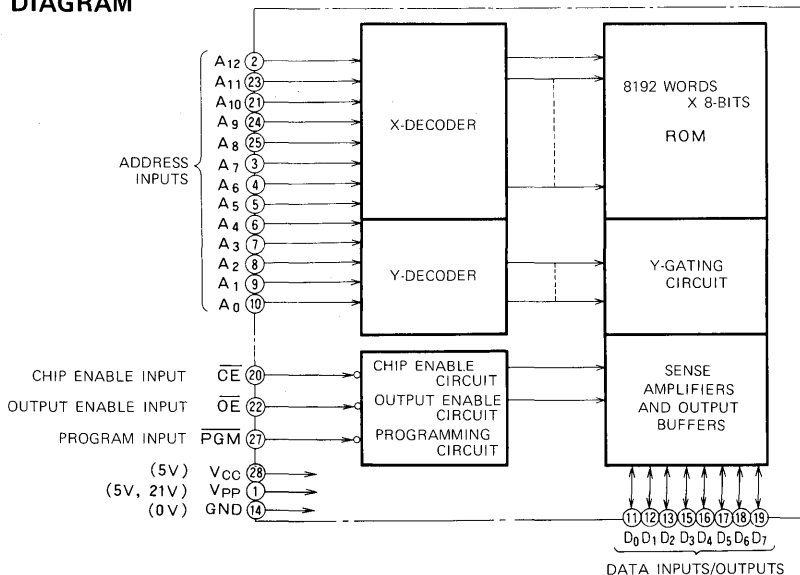 DIAGRAM
A12 2
A11 23
A10 21
A9 24
A8 25
A7 3
A6 4
A5 5
A4 6
A3 7
A2 8
A1 9
A0 10
ADDRESS
INPUTS
X-DECODER
Y-DECODER
8192 WORDS
X 8-BITS
ROM
Y-GATING
CIRCUIT
SENSE
AMPLIFIERS
AND OUTPUT
BUFFERS
CHIP ENABLE INPUT C̅E̅ 20
OUTPUT ENABLE INPUT O̅E̅ 22
PROGRAM INPUT P̅G̅M̅ 27
CHIP ENABLE
CIRCUIT
OUTPUT ENABLE
CIRCUIT
PROGRAMMING
CIRCUIT
(5V) VCC 28
(5V, 21V) VPP 1
(0V) GND 14
11 12 13 15 16 17 18 19
D0 D1 D2 D3 D4 D5 D6 D7
DATA INPUTS/OUTPUTS